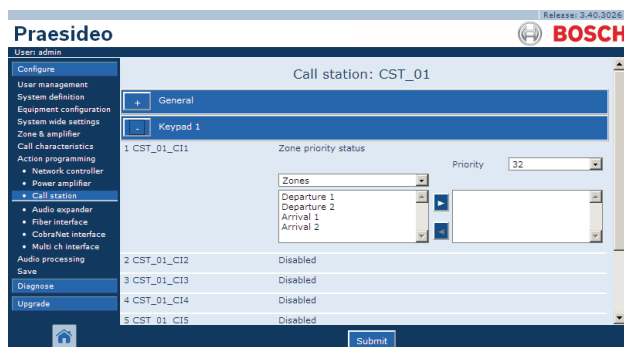 Release: 3.40.3026
Praesideo
BOSCH
User: admin
Configure
User management
System definition
Equipment configuration
System wide settings
Zone & amplifier
Call characteristics
Action programming
• Network controller
• Power amplifier
• Call station
• Audio expander
• Fiber interface
• CobraNet interface
• Multi ch interface
Audio processing
Save
Diagnose
Upgrade
Call station: CST_01
+ General
- Keypad 1
1 CST_01_CI1 Zone priority status
Priority 32
Zones
Departure 1
Departure 2
Arrival 1
Arrival 2
2 CST_01_CI2 Disabled
3 CST_01_CI3 Disabled
4 CST_01_CI4 Disabled
5 CST_01_CI5 Disabled
Submit